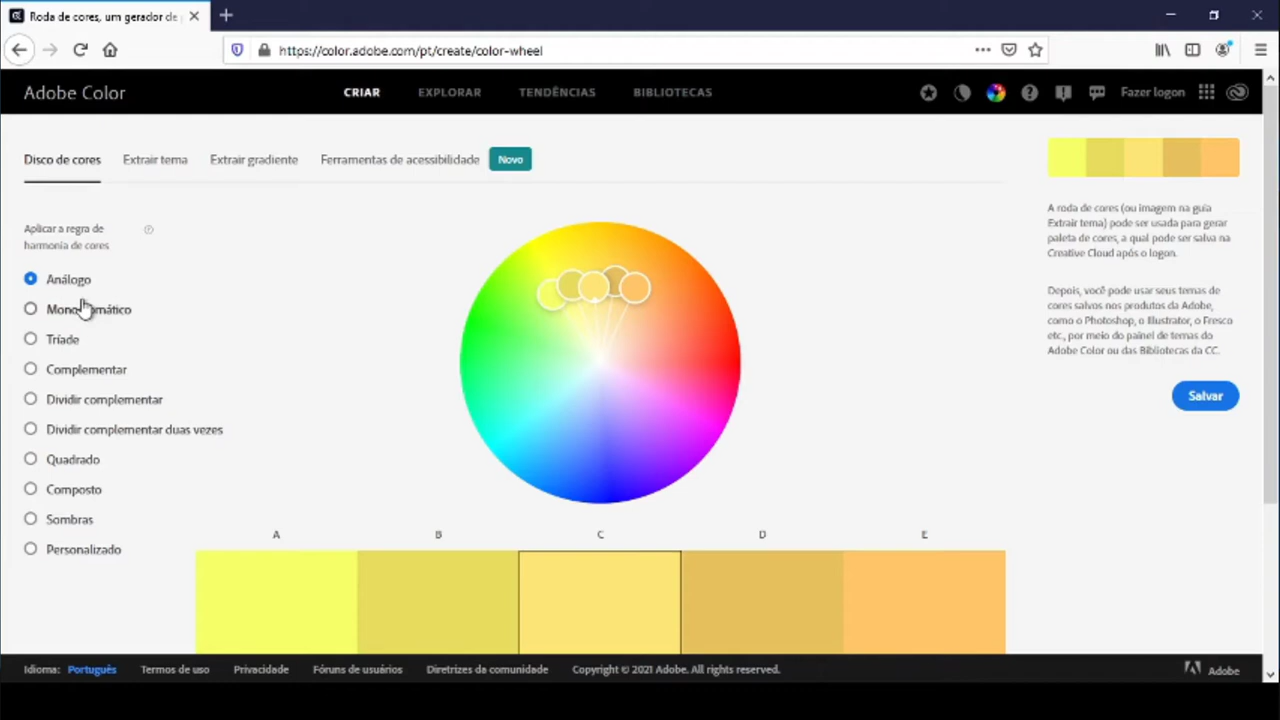 Roda de cores, um gerador de
https://color.adobe.com/pt/create/color-wheel
Adobe Color
CRIAR
EXPLORAR
TENDÊNCIAS
BIBLIOTECAS
Fazer logon
Disco de cores
Extrair tema
Extrair gradiente
Ferramentas de acessibilidade
Novo
Aplicar a regra de
harmonia de cores
Análogo
Monocromático
Tríade
Complementar
Dividir complementar
Dividir complementar duas vezes
Quadrado
Composto
Sombras
Personalizado
A roda de cores (ou imagem na guia
Extrair tema) pode ser usada para gerar
paleta de cores, a qual pode ser salva na
Creative Cloud após o logon.
Depois, você pode usar seus temas de
cores salvos nos produtos da Adobe,
como o Photoshop, o Illustrator, o Fresco
etc., por meio do painel de temas do
Adobe Color ou das Bibliotecas da CC.
Salvar
A
B
C
D
E
Idioma: Português
Termos de uso
Privacidade
Fóruns de usuários
Diretrizes da comunidade
Copyright © 2021 Adobe. All rights reserved.
Adobe